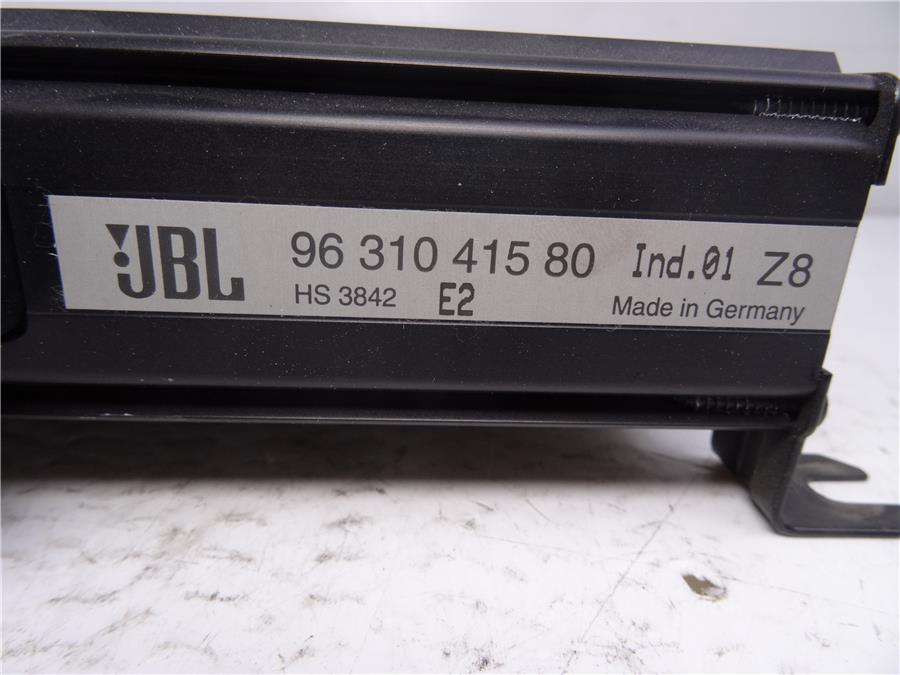 JBL 96 310 415 80 Ind.01 Z8
HS 3842 E2 Made in Germany